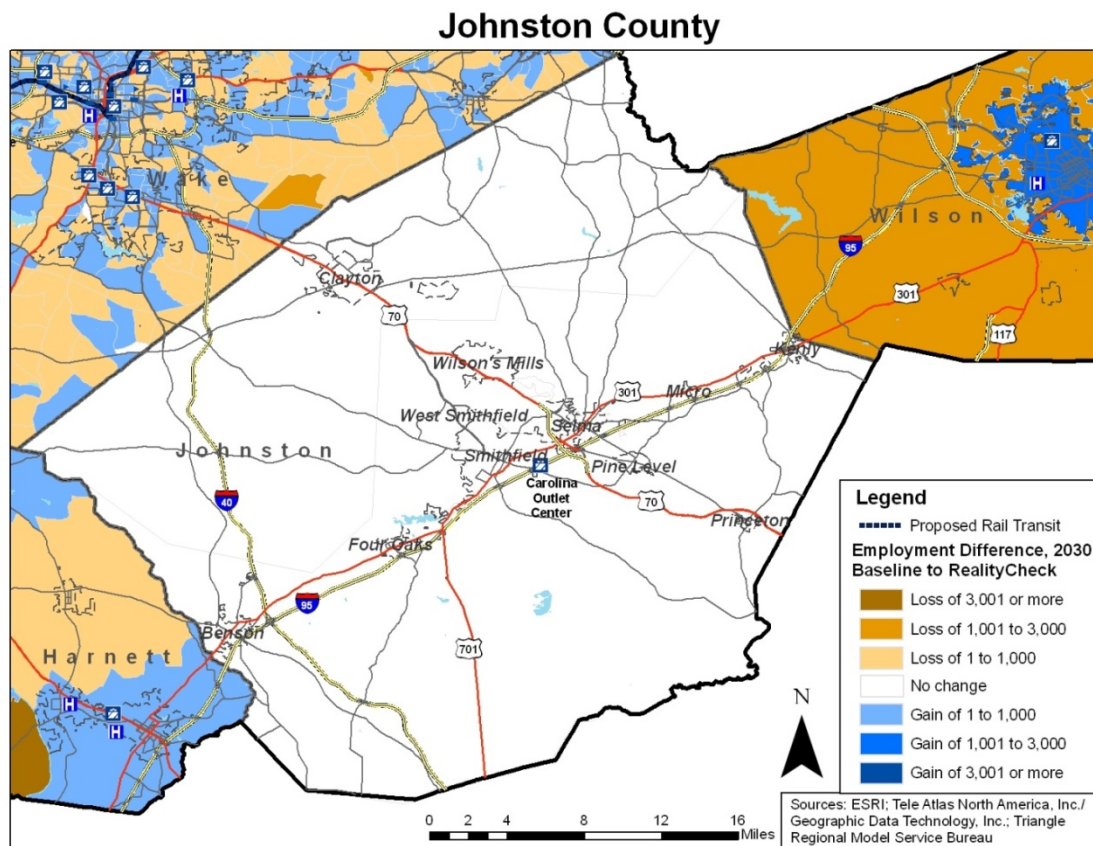 Johnston County
H
H
Wake
Wilson
H
95
301
117
Clayton
70
Wilson's Mills
Kenly
301
Micro
West Smithfield
Selma
Johnston
Smithfield
Pine Level
Carolina
Outlet
Center
40
70
Princeton
Four Oaks
95
Benson
701
Harnett
H
H
N
0 2 4 8 12 16
Miles
Legend
Proposed Rail Transit
Employment Difference, 2030
Baseline to RealityCheck
Loss of 3,001 or more
Loss of 1,001 to 3,000
Loss of 1 to 1,000
No change
Gain of 1 to 1,000
Gain of 1,001 to 3,000
Gain of 3,001 or more
Sources: ESRI; Tele Atlas North America, Inc./
Geographic Data Technology, Inc.; Triangle
Regional Model Service Bureau